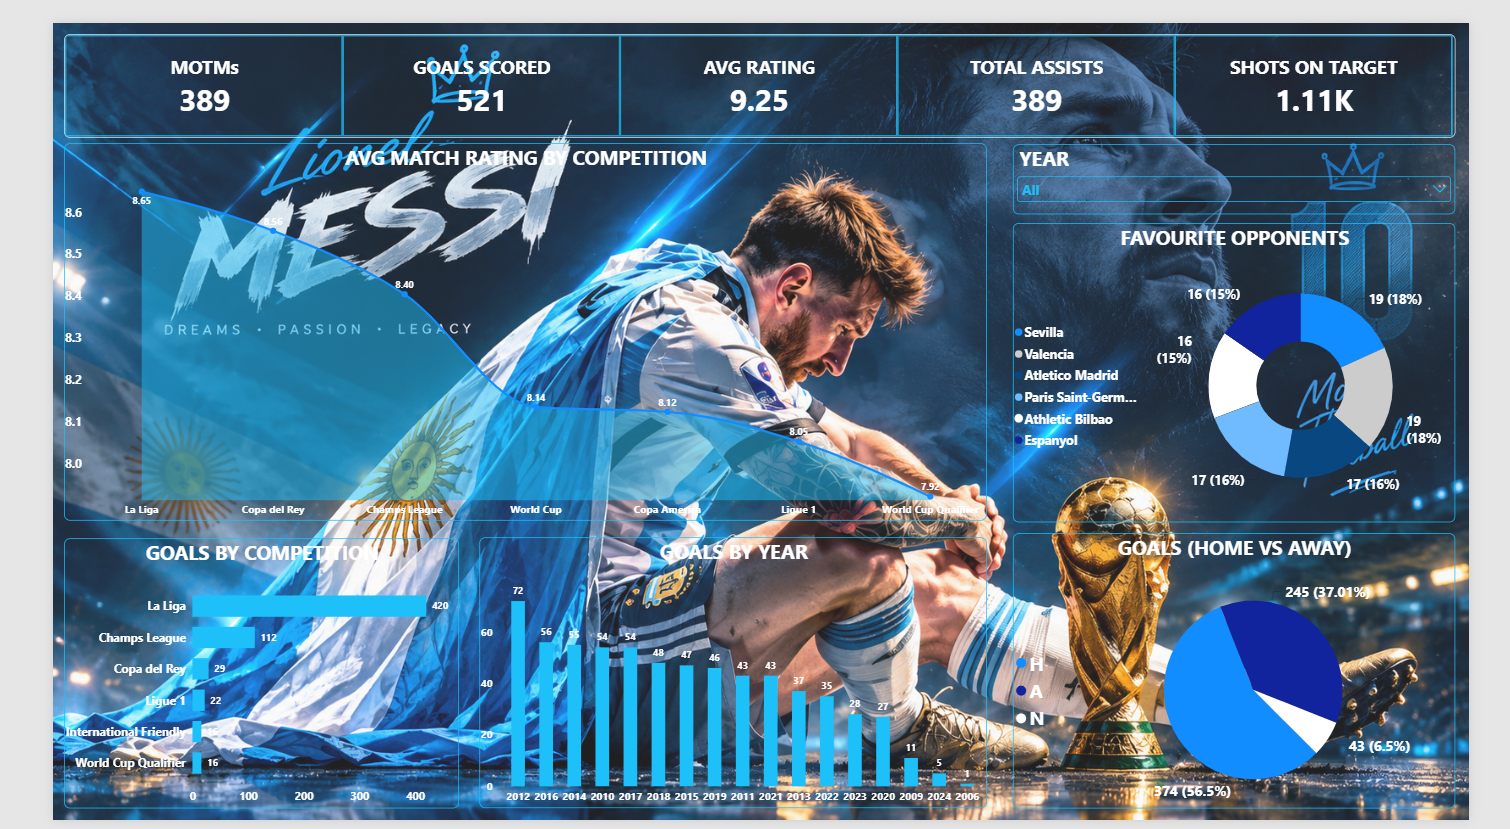 MOTMs
389
GOALS SCORED
521
AVG RATING
9.25
TOTAL ASSISTS
389
SHOTS ON TARGET
1.11K
Lionel
MESSI
DREAMS • PASSION • LEGACY
AVG MATCH RATING BY COMPETITION
8.6
8.5
8.4
8.3
8.2
8.1
8.0
8.65
8.56
8.40
8.14
8.12
8.05
7.92
La Liga
Copa del Rey
Champs League
World Cup
Copa America
Ligue 1
World Cup Qualifier
YEAR
All
10
FAVOURITE OPPONENTS
Sevilla
Valencia
Atletico Madrid
Paris Saint-Germ...
Athletic Bilbao
Espanyol
16 (15%)
19 (18%)
16
(15%)
19
(18%)
17 (16%)
17 (16%)
GOALS BY COMPETITION
La Liga
420
Champs League
112
Copa del Rey
29
Ligue 1
22
International Friendly
World Cup Qualifier
16
0
100
200
300
400
GOALS BY YEAR
60
40
20
0
72
56
55
54
54
48
47
46
43
43
37
35
28
27
11
5
1
2012 2016 2014 2010 2017 2018 2015 2019 2011 2021 2013 2022 2023 2020 2009 2024 2006
GOALS (HOME VS AWAY)
H
A
N
245 (37.01%)
43 (6.5%)
374 (56.5%)